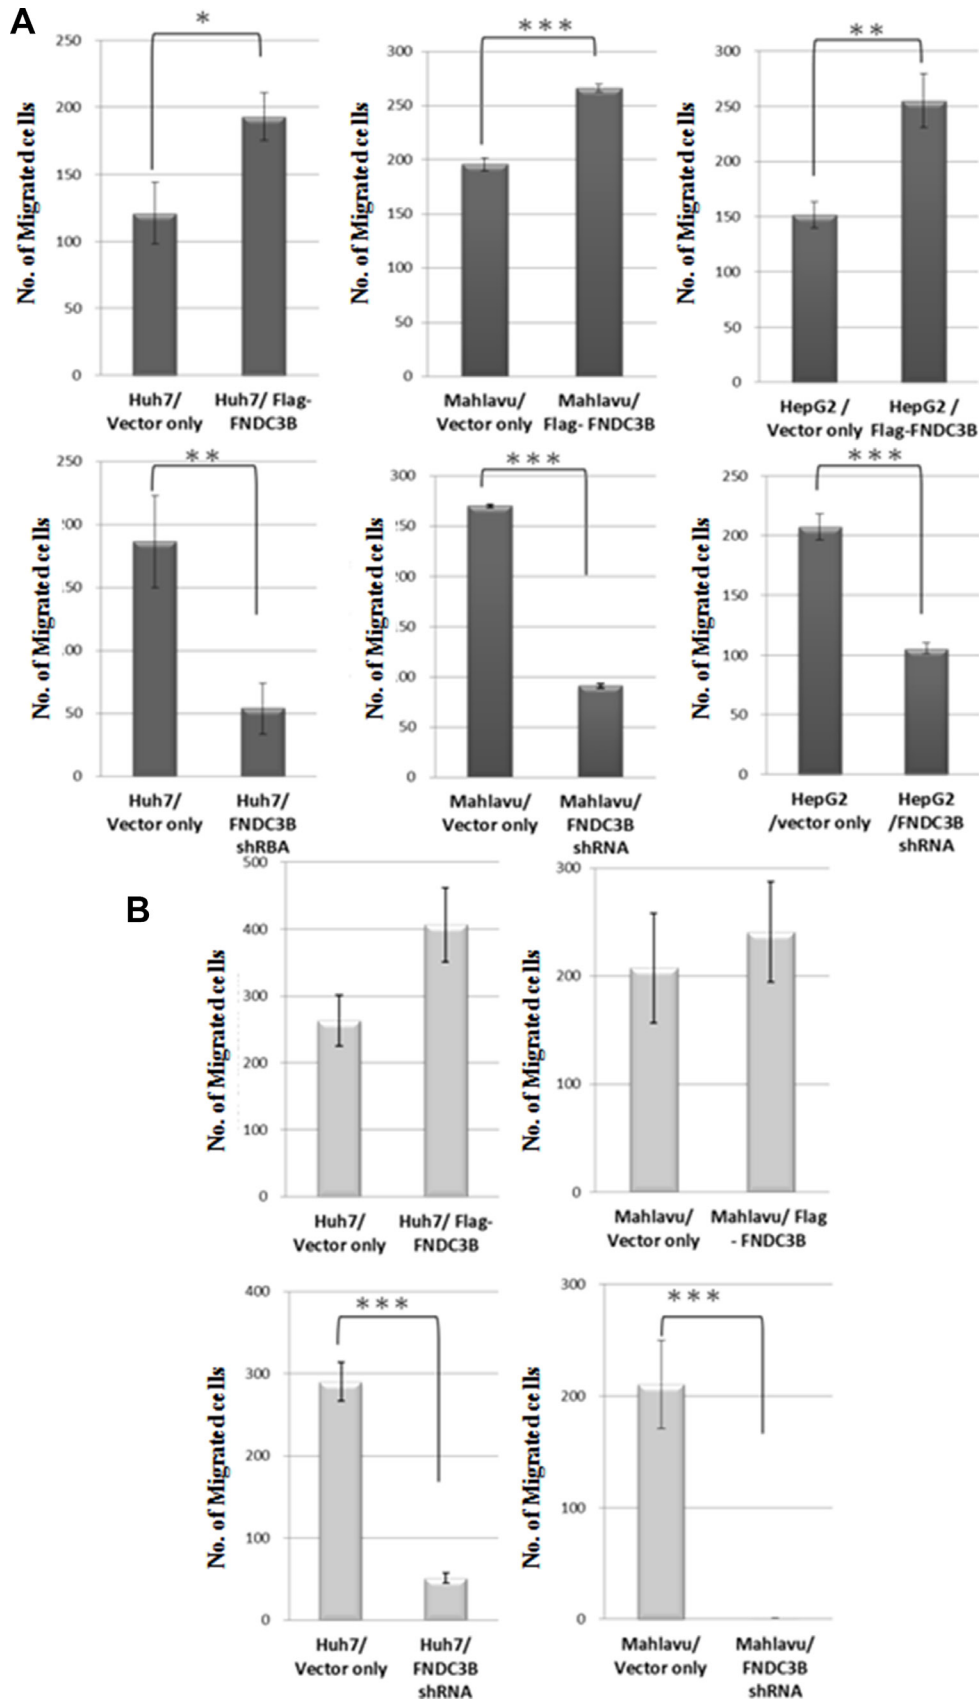 A
*
***
**
No. of Migrated cells
250
200
150
100
50
0
Huh7/
Vector only
Huh7/ Flag-
FNDC3B
No. of Migrated cells
300
250
200
150
100
50
0
Mahlavu/
Vector only
Mahlavu/
Flag- FNDC3B
No. of Migrated cells
300
250
200
150
100
50
0
HepG2 /
Vector only
HepG2 /
Flag-FNDC3B
**
***
***
No. of Migrated cells
250
200
150
100
50
0
Huh7/
Vector only
Huh7/
FNDC3B
shRBA
No. of Migrated cells
300
250
200
150
100
50
0
Mahlavu/
Vector only
Mahlavu/
FNDC3B
shRNA
No. of Migrated cells
250
200
150
100
50
0
HepG2
/vector only
HepG2
/FNDC3B
shRNA
B
No. of Migrated cells
500
400
300
200
100
0
Huh7/
Vector only
Huh7/ Flag-
FNDC3B
No. of Migrated cells
300
200
100
0
Mahlavu/
Vector only
Mahlavu/ Flag
- FNDC3B
***
***
No. of Migrated cells
400
300
200
100
0
Huh7/
Vector only
Huh7/
FNDC3B
shRNA
No. of Migrated cells
300
200
100
0
Mahlavu/
Vector only
Mahlavu/
FNDC3B
shRNA